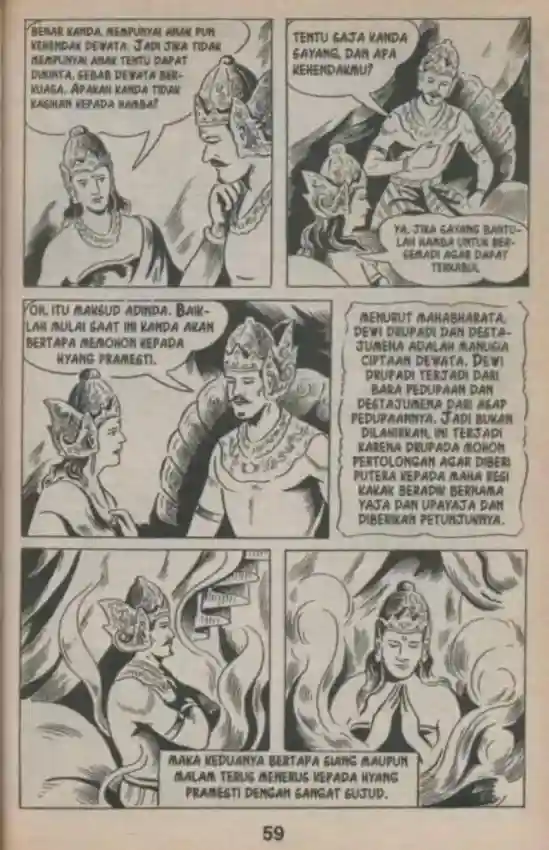 BENAR KANDA, MEMPUNYAI ANAK PUN
KEHENDAK DEWATA. JADI JIKA TIDAK
MEMPUNYAI ANAK TENTU DAPAT
DIMINTA, SEBAB DEWATA BER-
KUASA. APAKAH KANDA TIDAK
KASIHAN KEPADA HAMBA?
TENTU SAJA KANDA
SAYANG, DAN APA
KEHENDAKMU?
YA, JIKA SAYANG BANTU-
LAH HAMBA UNTUK BER-
SEMADI AGAR DAPAT
TERKABUL
OH, ITU MAKSUD ADINDA. BAIK-
LAH MULAI SAAT INI KANDA AKAN
BERTAPA MEMOHON KEPADA
HYANG PRAMESTI.
MENURUT MAHABHARATA,
DEWI DRUPADI DAN DESTA-
JUMENA ADALAH MANUSIA
CIPTAAN DEWATA. DEWI
DRUPADI TERJADI DARI
BARA PEDUPAAN DAN
DESTAJUMENA DARI ASAP
PEDUPAANNYA. JADI BUKAN
DILAHIRKAN, INI TERJADI
KARENA DRUPADA MOHON
PERTOLONGAN AGAR DIBERI
PUTERA KEPADA MAHA RESI
KAKAK BERADIK BERNAMA
YAJA DAN UPAYAJA DAN
DIBERIKAN PETUNJUKNYA.
MAKA KEDUANYA BERTAPA SIANG MAUPUN
MALAM TERUS MENERUS KEPADA HYANG
PRAMESTI DENGAN SANGAT SUJUD.
59